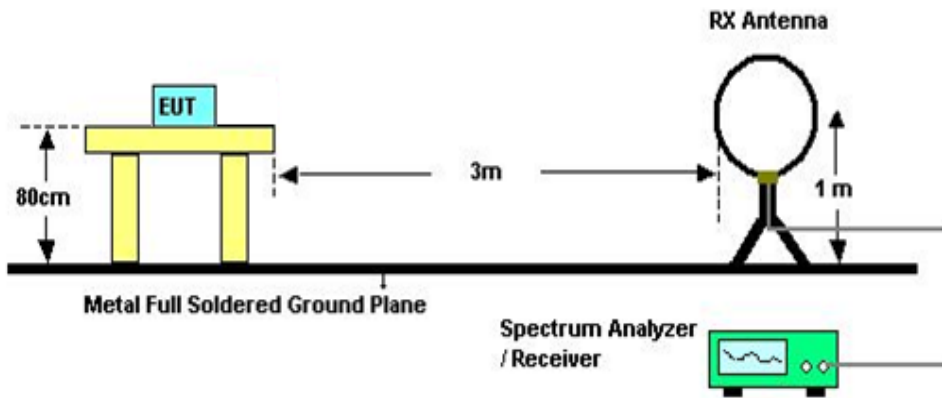 RX Antenna
EUT
80cm
3m
1 m
Metal Full Soldered Ground Plane
Spectrum Analyzer
/ Receiver